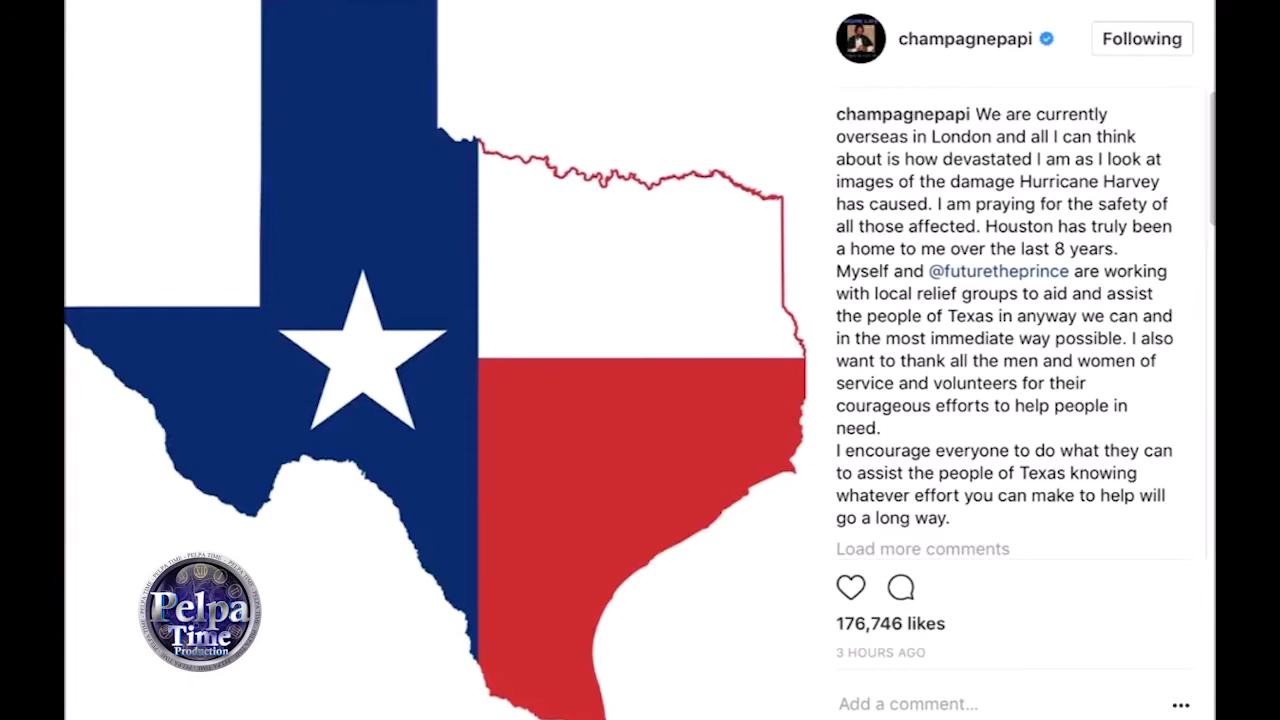 champagnepapi
Following
champagnepapi We are currently
overseas in London and all I can think
about is how devastated I am as I look at
images of the damage Hurricane Harvey
has caused. I am praying for the safety of
all those affected. Houston has truly been
a home to me over the last 8 years.
Myself and @futuretheprince are working
with local relief groups to aid and assist
the people of Texas in anyway we can and
in the most immediate way possible. I also
want to thank all the men and women of
service and volunteers for their
courageous efforts to help people in
need.
I encourage everyone to do what they can
to assist the people of Texas knowing
whatever effort you can make to help will
go a long way.
Load more comments
176,746 likes
3 HOURS AGO
Add a comment...
Pelpa
Time
Production
PELPA TIME - PELPA TIME